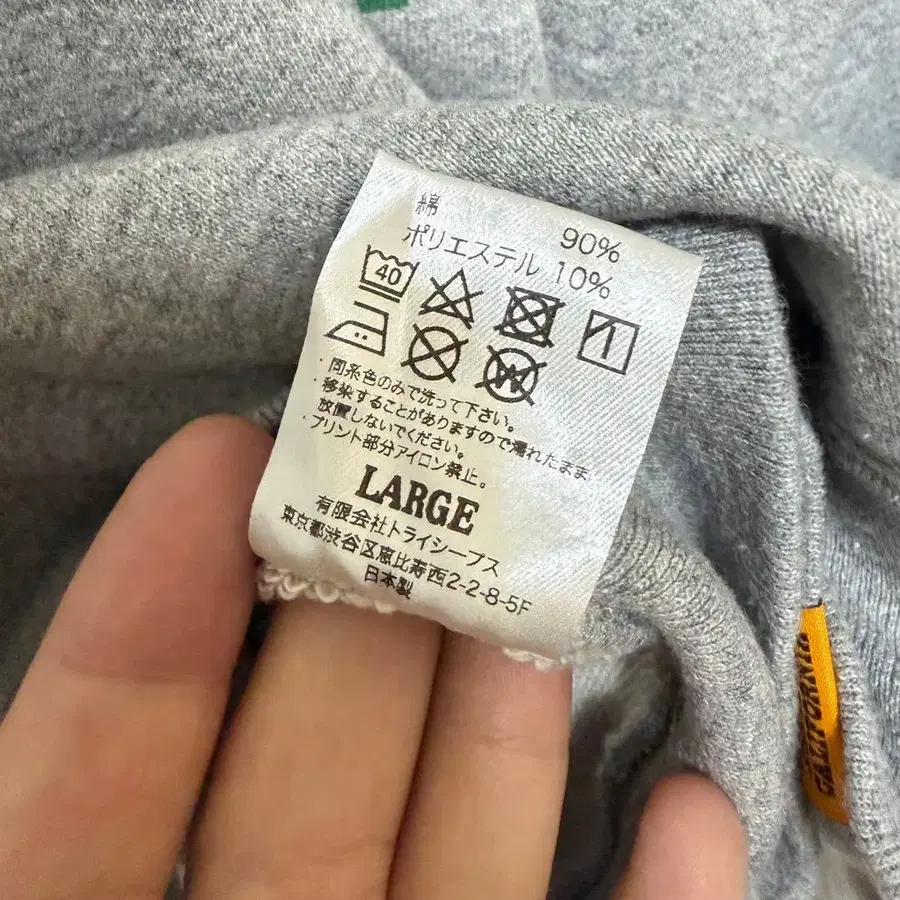 綿 90%
ポリエステル 10%
40
W
・同系色のみで洗って下さい。
・移染することがありますので濡れたまま
放置しないでください。
・プリント部分アイロン禁止。
LARGE
有限会社トライシープス
東京都渋谷区恵比寿西2-2-8-5F
日本製
CALIFORNIA